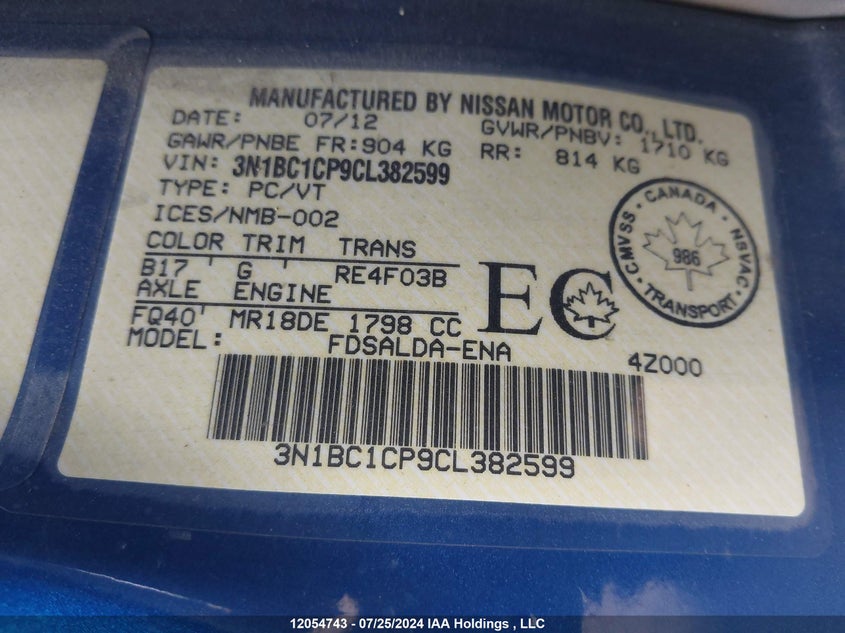 MANUFACTURED BY NISSAN MOTOR CO., LTD.
DATE: 07/12 GVWR/PNBV: 1710 KG
GAWR/PNBE FR:904 KG RR: 814 KG
VIN: 3N1BC1CP9CL382599
TYPE: PC/VT
ICES/NMB-002
COLOR TRIM TRANS
B17 ' G ' RE4F03B
AXLE ENGINE
FQ40' MR18DE 1798 CC
MODEL: FDSALDA-ENA
4Z000
EC
CANADA · NSVAC · TRANSPORT · CMVSS ·
986
3N1BC1CP9CL382599
12054743 - 07/25/2024 IAA Holdings , LLC